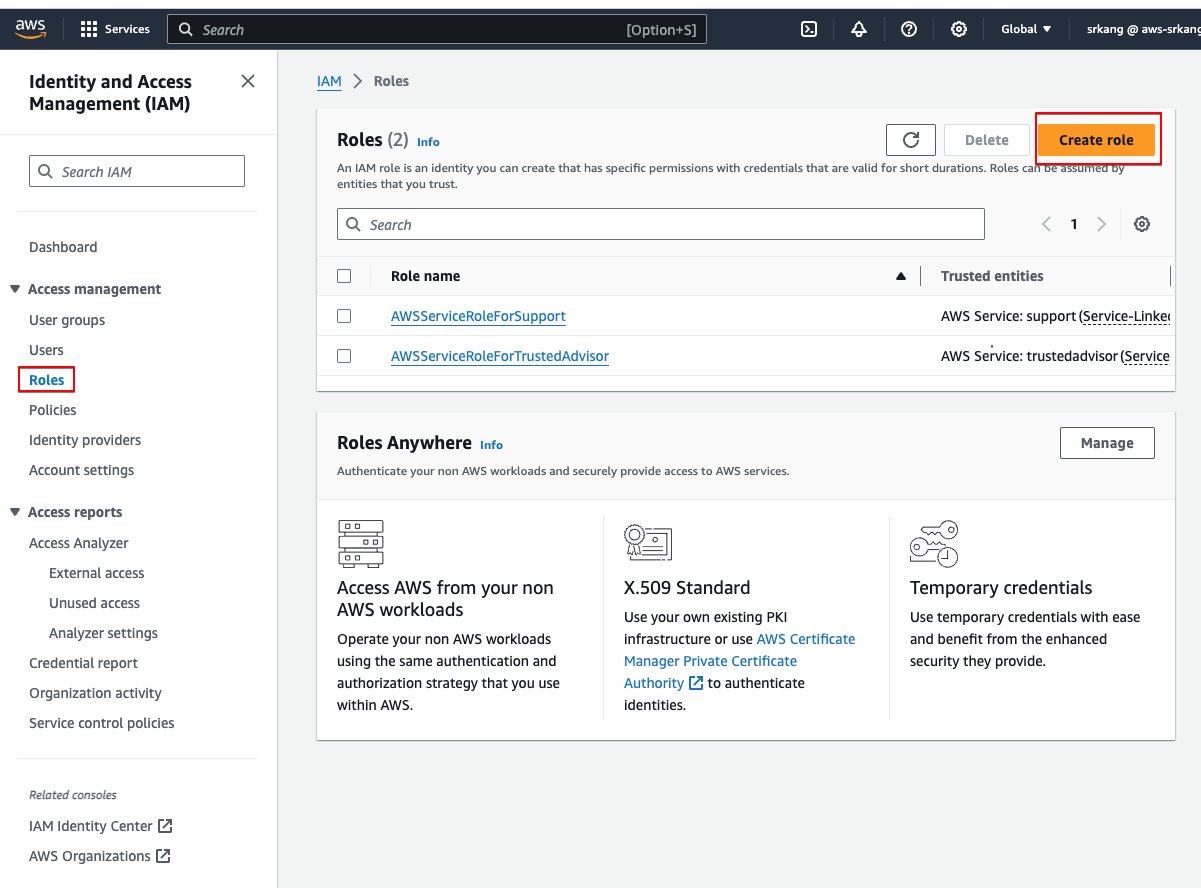 aws
Services
Search
[Option+S]
Global
srkang @ aws-srkang
Identity and Access
Management (IAM)
Search IAM
Dashboard
Access management
User groups
Users
Roles
Policies
Identity providers
Account settings
Access reports
Access Analyzer
External access
Unused access
Analyzer settings
Credential report
Organization activity
Service control policies
Related consoles
IAM Identity Center
AWS Organizations
IAM > Roles
Roles (2) Info
Delete
Create role
An IAM role is an identity you can create that has specific permissions with credentials that are valid for short durations. Roles can be assumed by
entities that you trust.
Search
1
Role name
Trusted entities
AWSServiceRoleForSupport
AWS Service: support (Service-Linked
AWSServiceRoleForTrustedAdvisor
AWS Service: trustedadvisor (Service
Roles Anywhere Info
Manage
Authenticate your non AWS workloads and securely provide access to AWS services.
Access AWS from your non
AWS workloads
Operate your non AWS workloads
using the same authentication and
authorization strategy that you use
within AWS.
X.509 Standard
Use your own existing PKI
infrastructure or use AWS Certificate
Manager Private Certificate
Authority to authenticate
identities.
Temporary credentials
Use temporary credentials with ease
and benefit from the enhanced
security they provide.